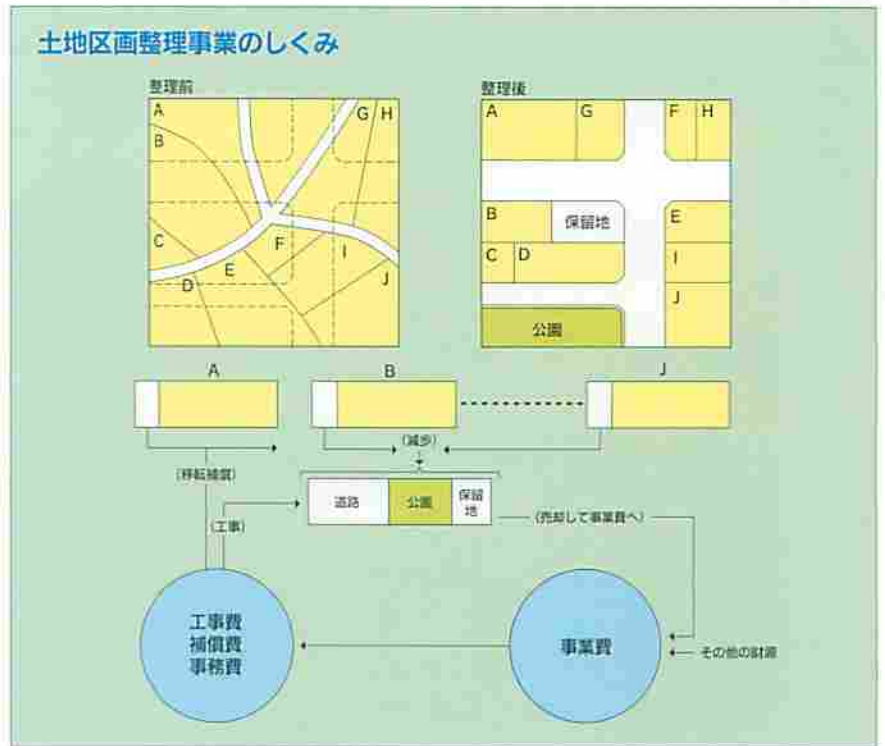 土地区画整理事業のしくみ
整理前
A
B
C
D
E
F
G H
I
J
整理後
A
G
F
H
B
保留地
E
C
D
I
J
公園
A
B
J
(減歩)
(移転補償)
道路
公園
保留
地
(工事)
(売却して事業費へ)
工事費
補償費
事務費
事業費
その他の財源